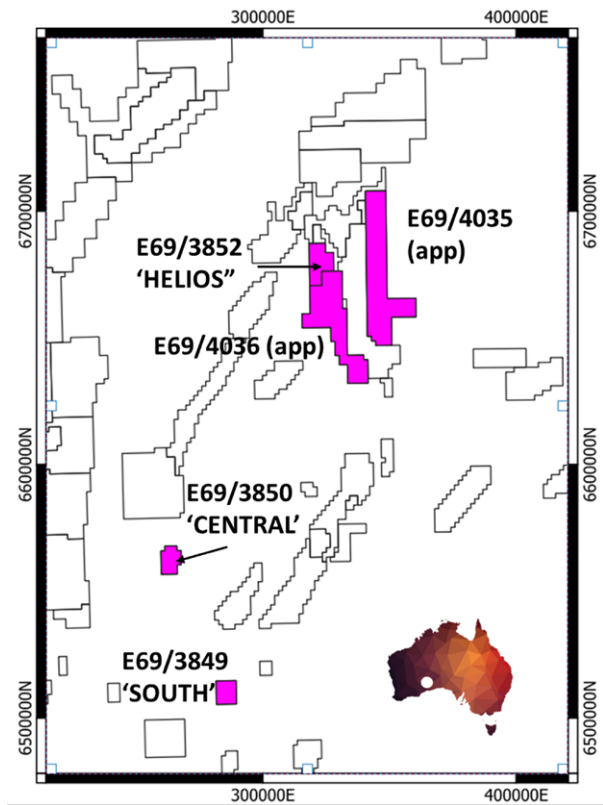 300000E
400000E
6700000N
6700000N
E69/4035
(app)
E69/3852
‘HELIOS”
E69/4036 (app)
6600000N
6600000N
E69/3850
‘CENTRAL’
E69/3849
‘SOUTH’
6500000N
6500000N
300000E
400000E